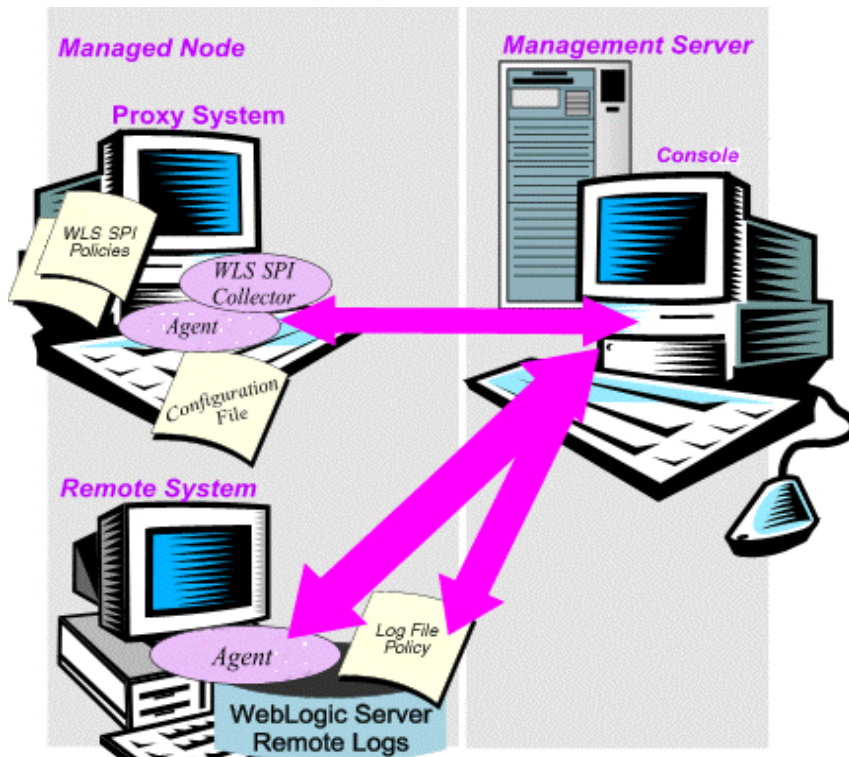 Managed Node
Management Server
Proxy System
Console
WLS SPI
Policies
WLS SPI
Collector
Agent
Configuration
File
Remote System
Log File
Policy
Agent
WebLogic Server
Remote Logs